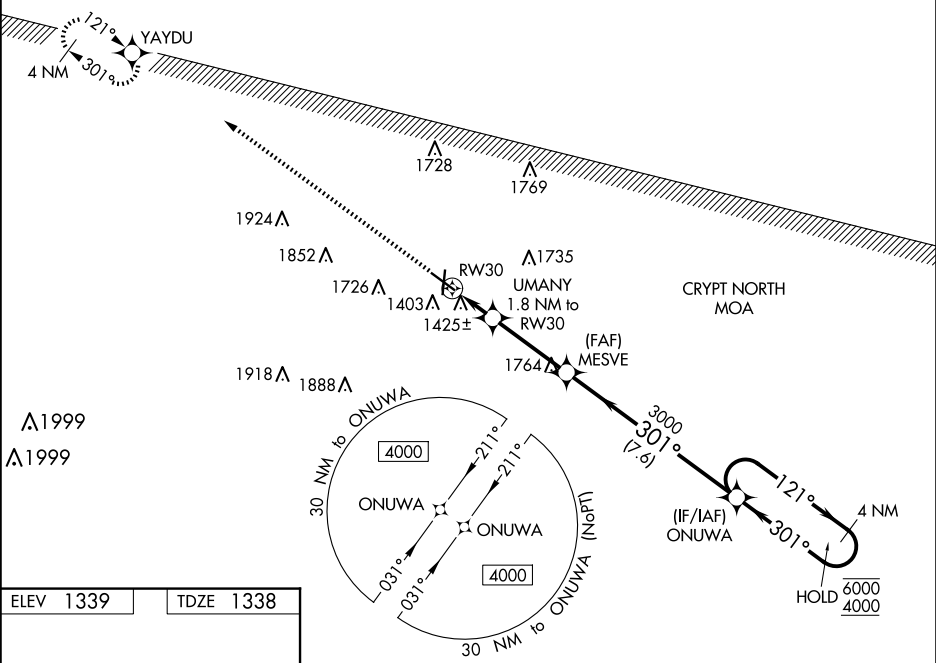 121°
YAYDU
4 NM
301°
1728
1769
1924
1852
1735
RW30
1726
UMANY
1403
1.8 NM to
1425±
RW30
CRYPT NORTH
MOA
(FAF)
MESVE
1764
1918
1888
1999
1999
3000
301°
(7.6)
30 NM to ONUWA
4000
211°
211°
ONUWA
ONUWA
031°
031°
4000
30 NM to ONUWA (NoPT)
121°
4 NM
(IF/IAF)
ONUWA
301°
HOLD
6000
4000
ELEV 1339
TDZE 1338